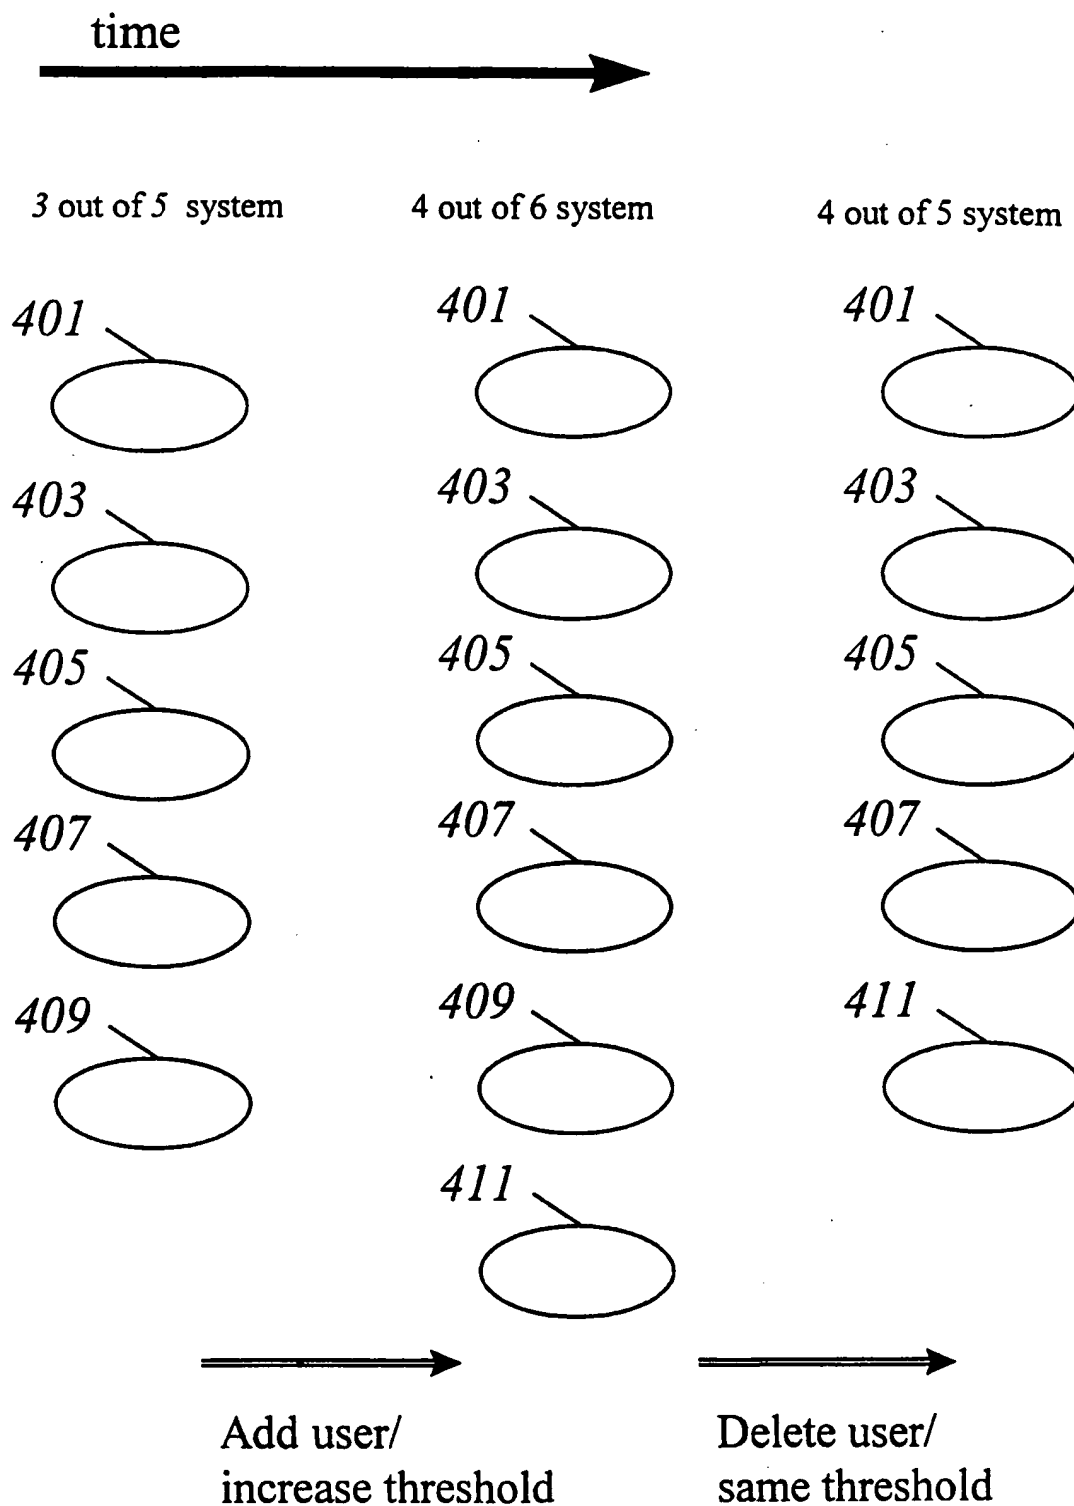 time
3 out of 5 system
4 out of 6 system
4 out of 5 system
401
401
401
403
403
403
405
405
405
407
407
407
409
409
411
411
Add user/
increase threshold
Delete user/
same threshold